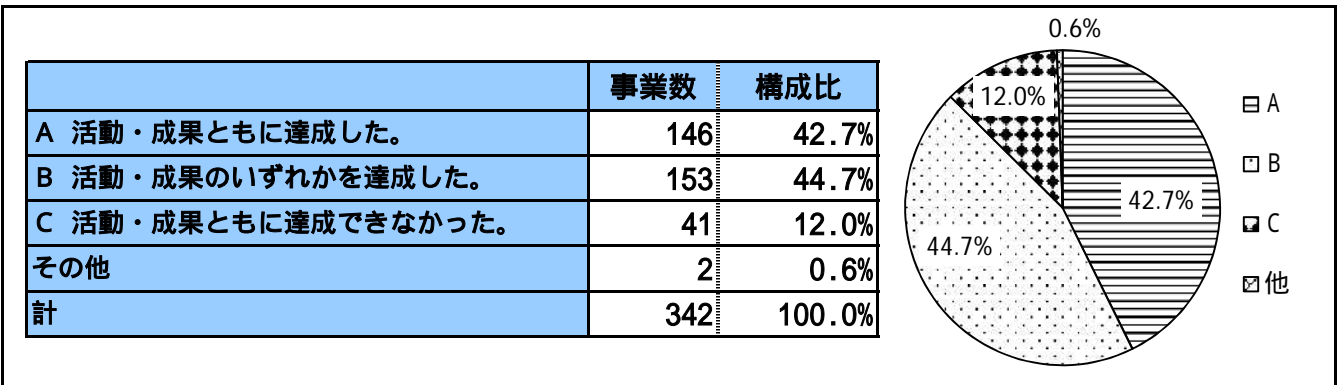 事業数 構成比
A 活動・成果ともに達成した。 146 42.7%
B 活動・成果のいずれかを達成した。 153 44.7%
C 活動・成果ともに達成できなかった。 41 12.0%
その他 2 0.6%
計 342 100.0%
0.6%
12.0%
42.7%
44.7%
A
B
C
他